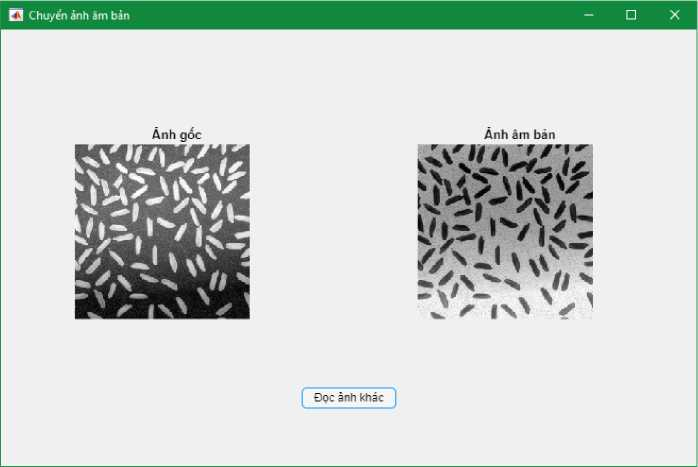 Chuyển ảnh âm bản
Ảnh gốc
Ảnh âm bản
Đọc ảnh khác